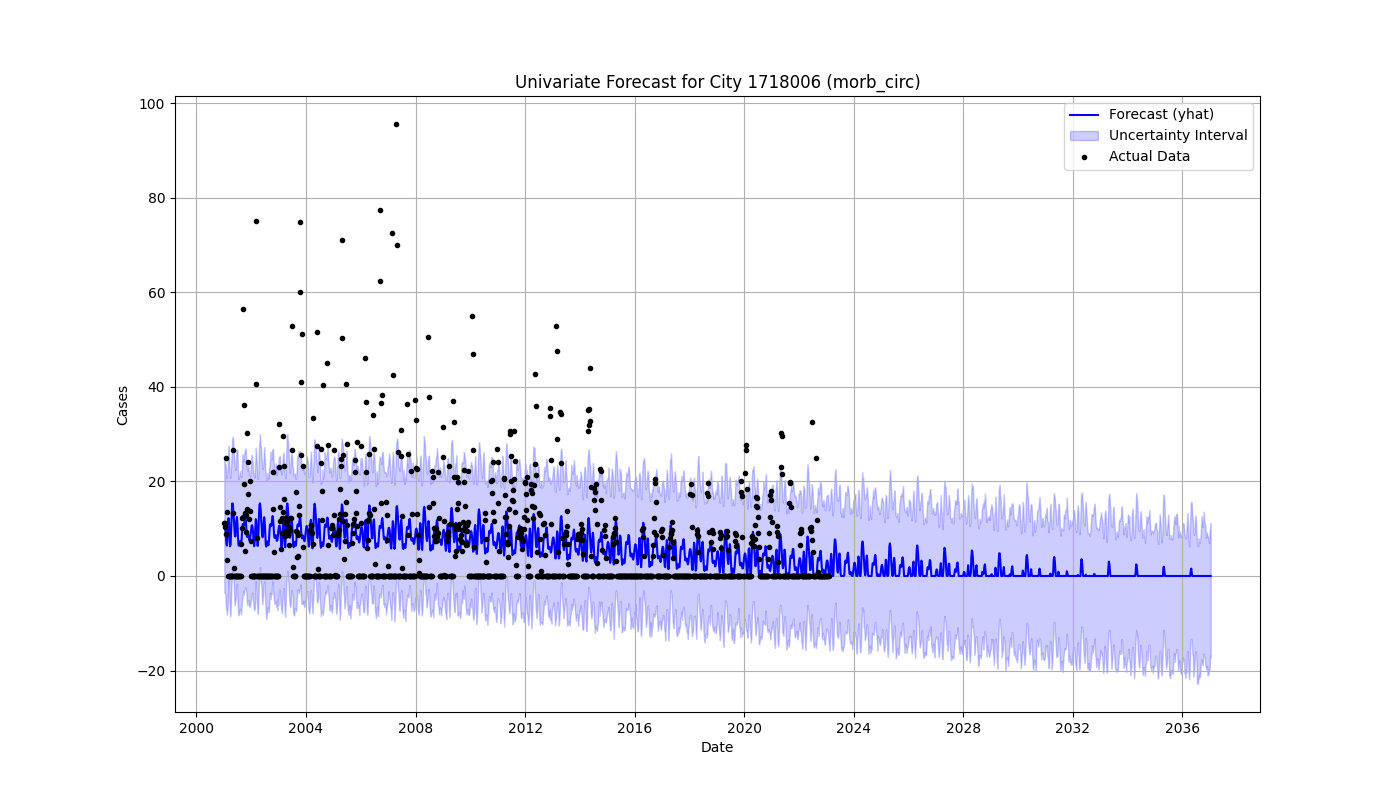 Univariate Forecast for City 1718006 (morb_circ)
Forecast (yhat)
Uncertainty Interval
Actual Data
Cases
100
80
60
40
20
0
−20
2000 2004 2008 2012 2016 2020 2024 2028 2032 2036
Date